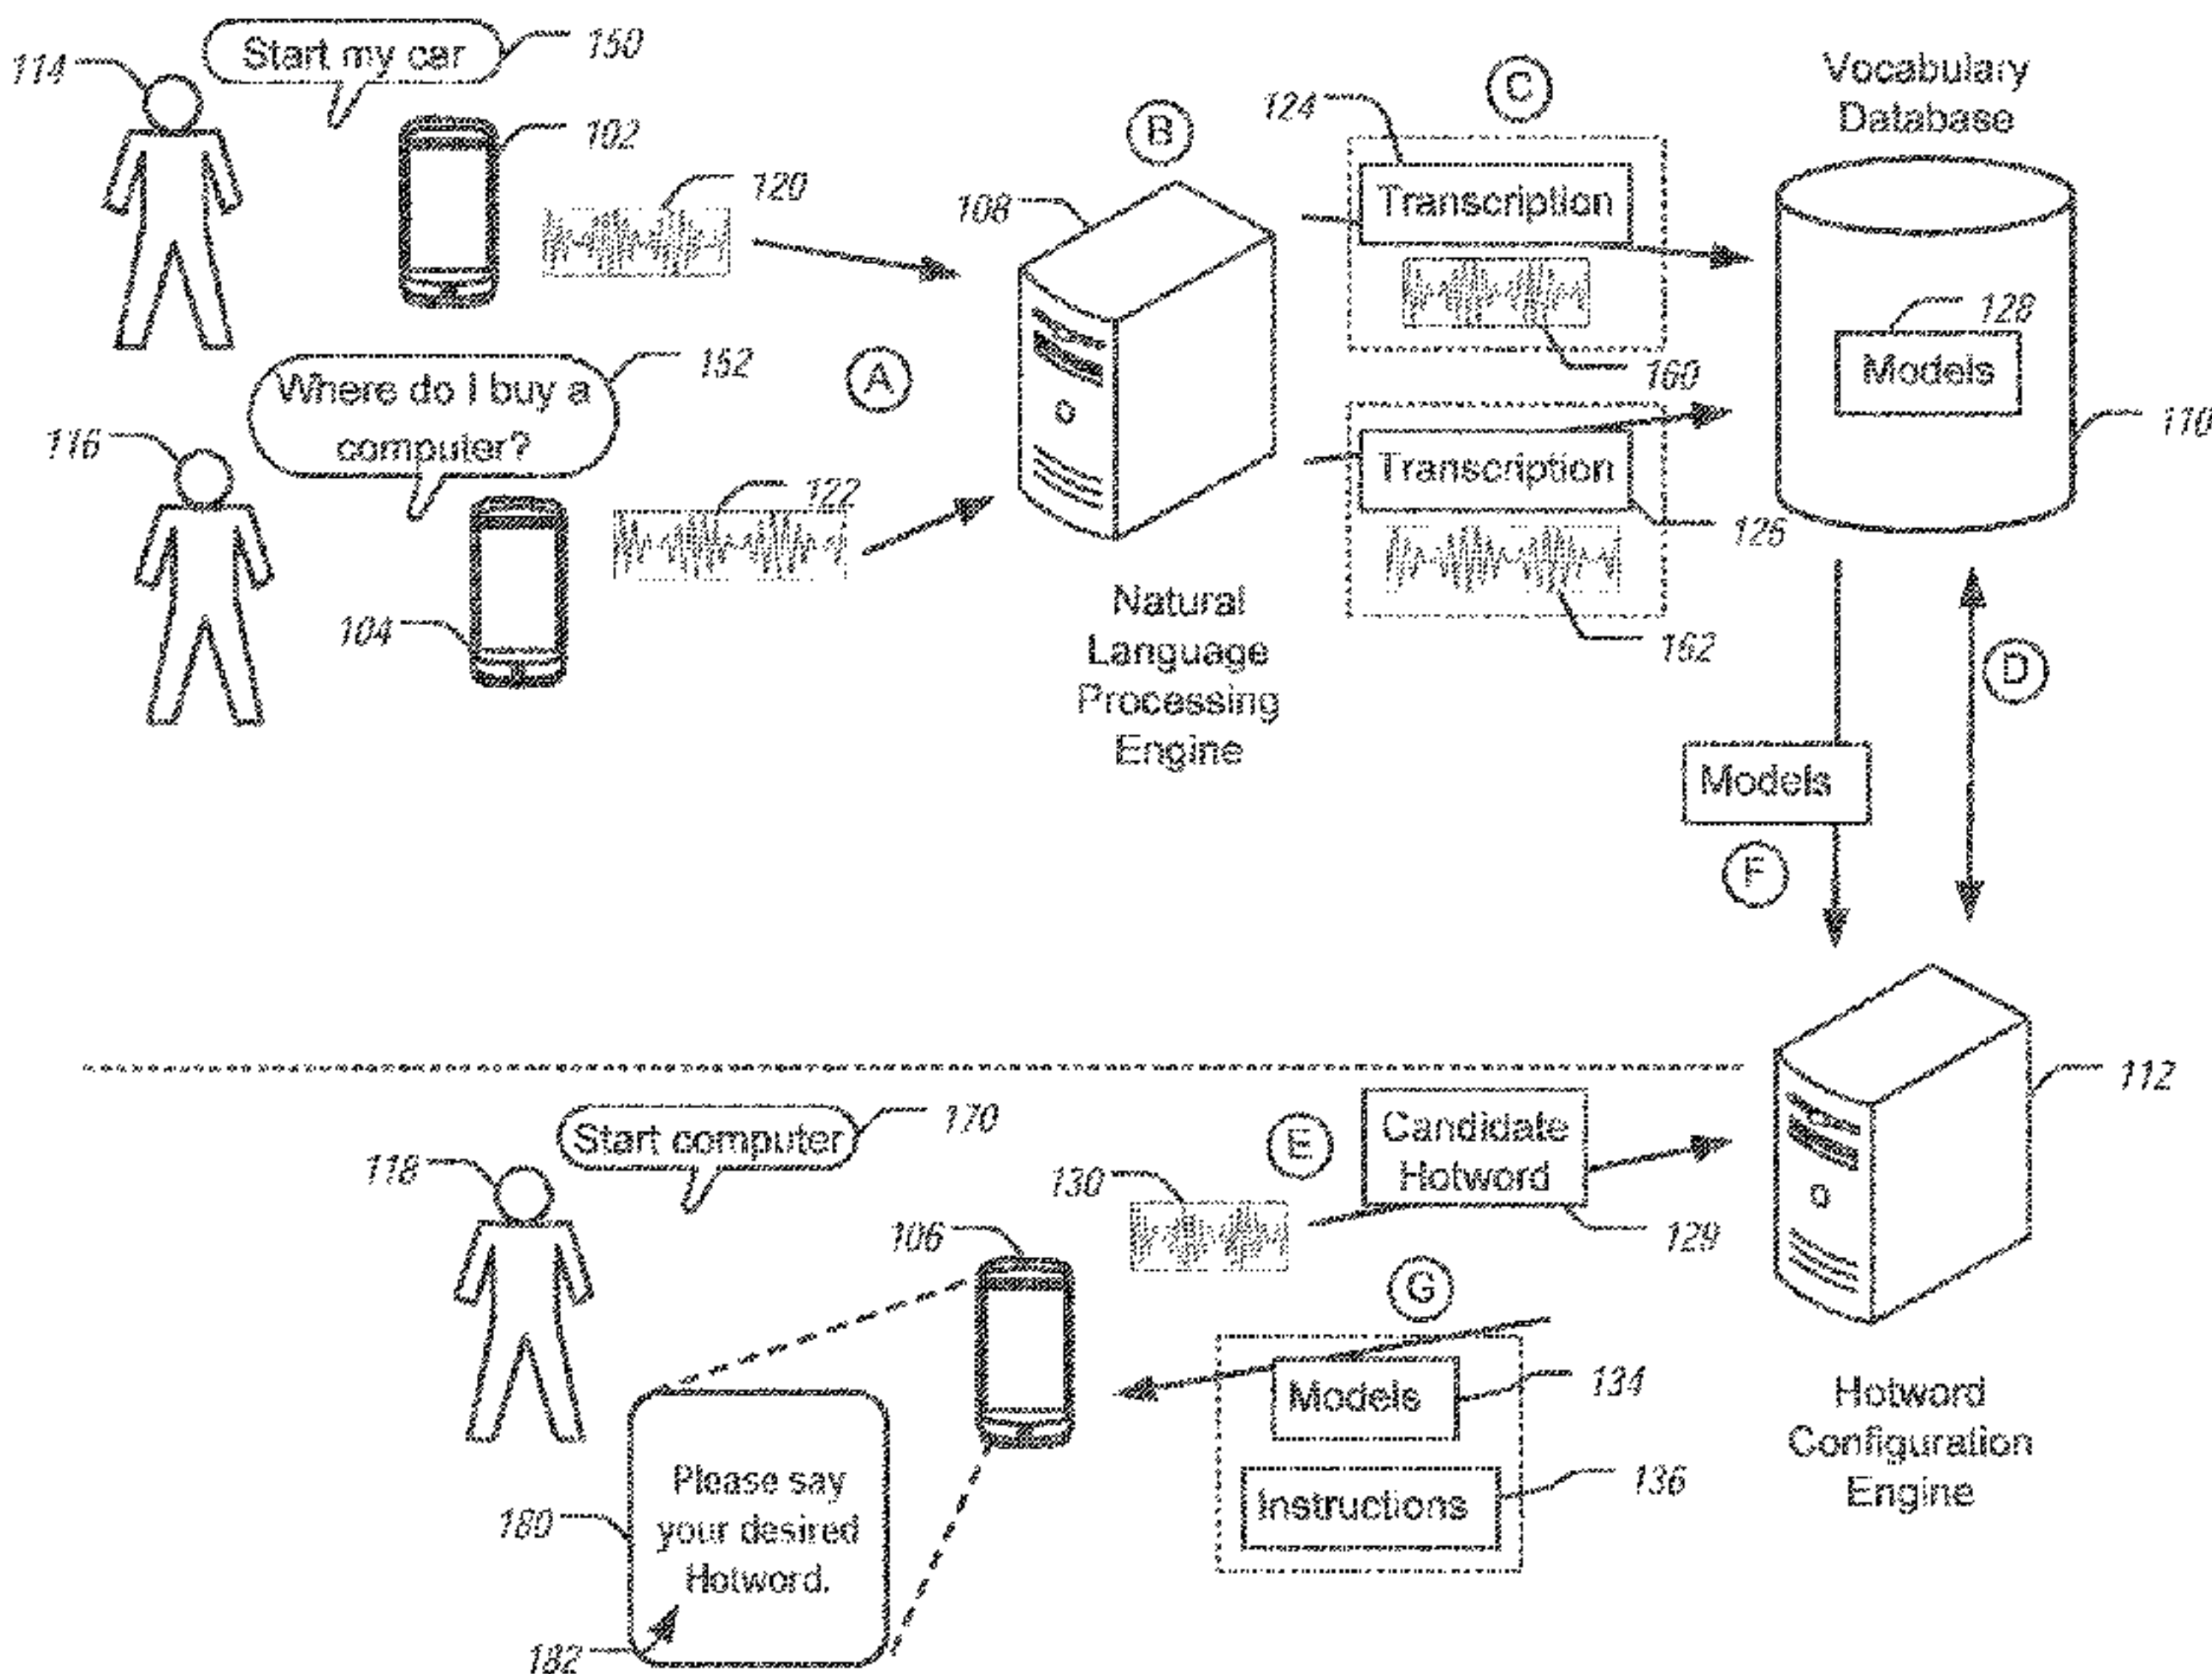 114
Start my car
150
102
120
B
108
124
C
Transcription
160
Vocabulary
Database
128
Models
110
116
Where do I buy a
computer?
152
A
104
122
Natural
Language
Processing
Engine
Transcription
126
162
D
Models
F
118
Start computer
170
106
130
E
Candidate
Hotword
129
112
G
Models
134
Instructions
136
Hotword
Configuration
Engine
180
Please say
your desired
Hotword.
182